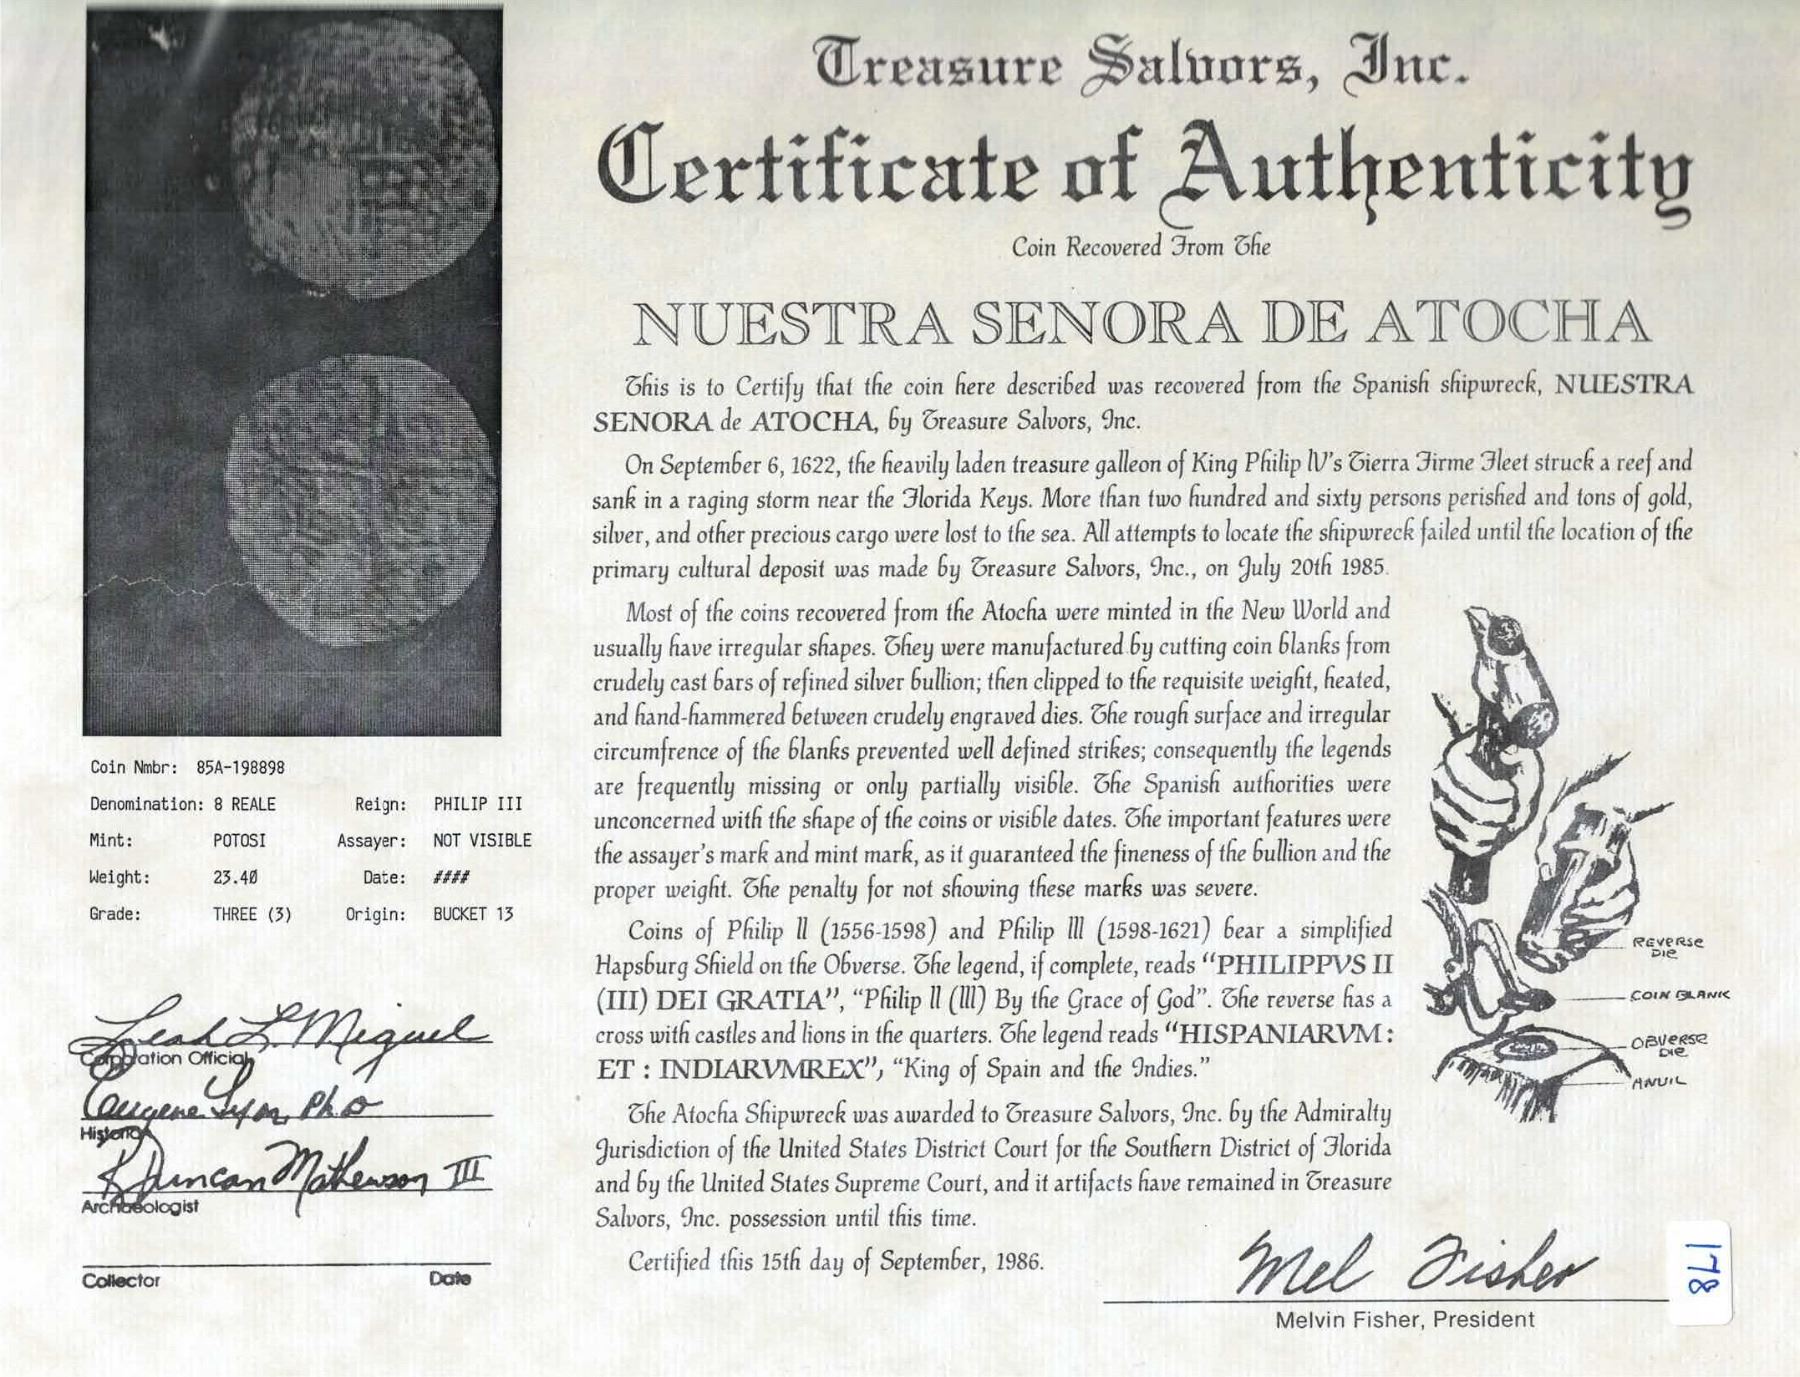 Treasure Salvors, Inc.
Certificate of Authenticity
Coin Recovered From The
NUESTRA SENORA DE ATOCHA
This is to Certify that the coin here described was recovered from the Spanish shipwreck, NUESTRA
SENORA de ATOCHA, by Treasure Salvors, Inc.
On September 6, 1622, the heavily laden treasure galleon of King Philip IV's Tierra Firme Fleet struck a reef and
sank in a raging storm near the Florida Keys. More than two hundred and sixty persons perished and tons of gold,
silver, and other precious cargo were lost to the sea. All attempts to locate the shipwreck failed until the location of the
primary cultural deposit was made by Treasure Salvors, Inc., on July 20th 1985.
Most of the coins recovered from the Atocha were minted in the New World and
usually have irregular shapes. They were manufactured by cutting coin blanks from
crudely cast bars of refined silver bullion; then clipped to the requisite weight, heated,
and hand-hammered between crudely engraved dies. The rough surface and irregular
circumfrence of the blanks prevented well defined strikes; consequently the legends
are frequently missing or only partially visible. The Spanish authorities were
unconcerned with the shape of the coins or visible dates. The important features were
the assayer's mark and mint mark, as it guaranteed the fineness of the bullion and the
proper weight. The penalty for not showing these marks was severe.
Coins of Philip II (1556-1598) and Philip III (1598-1621) bear a simplified
Hapsburg Shield on the Obverse. The legend, if complete, reads "PHILIPPVS II
(III) DEI GRATIA", "Philip II (III) By the Grace of God". The reverse has a
cross with castles and lions in the quarters. The legend reads "HISPANIARVM :
ET : INDIARVMREX", "King of Spain and the Indies."
The Atocha Shipwreck was awarded to Treasure Salvors, Inc. by the Admiralty
Jurisdiction of the United States District Court for the Southern District of Florida
and by the United States Supreme Court, and it artifacts have remained in Treasure
Salvors, Inc. possession until this time.
Certified this 15th day of September, 1986.
Mel Fisher
Melvin Fisher, President
178
REVERSE
DIE
COIN BLANK
OBVERSE
DIE
ANVIL
Coin Nmbr: 85A-198898
Denomination: 8 REALE Reign: PHILIP III
Mint: POTOSI Assayer: NOT VISIBLE
Weight: 23.40 Date: ####
Grade: THREE (3) Origin: BUCKET 13
Leah L. Miguel
Corporation Official
Eugene Lyon, Ph.D
Historian
R Duncan Mathewson III
Archaeologist
Collector Date